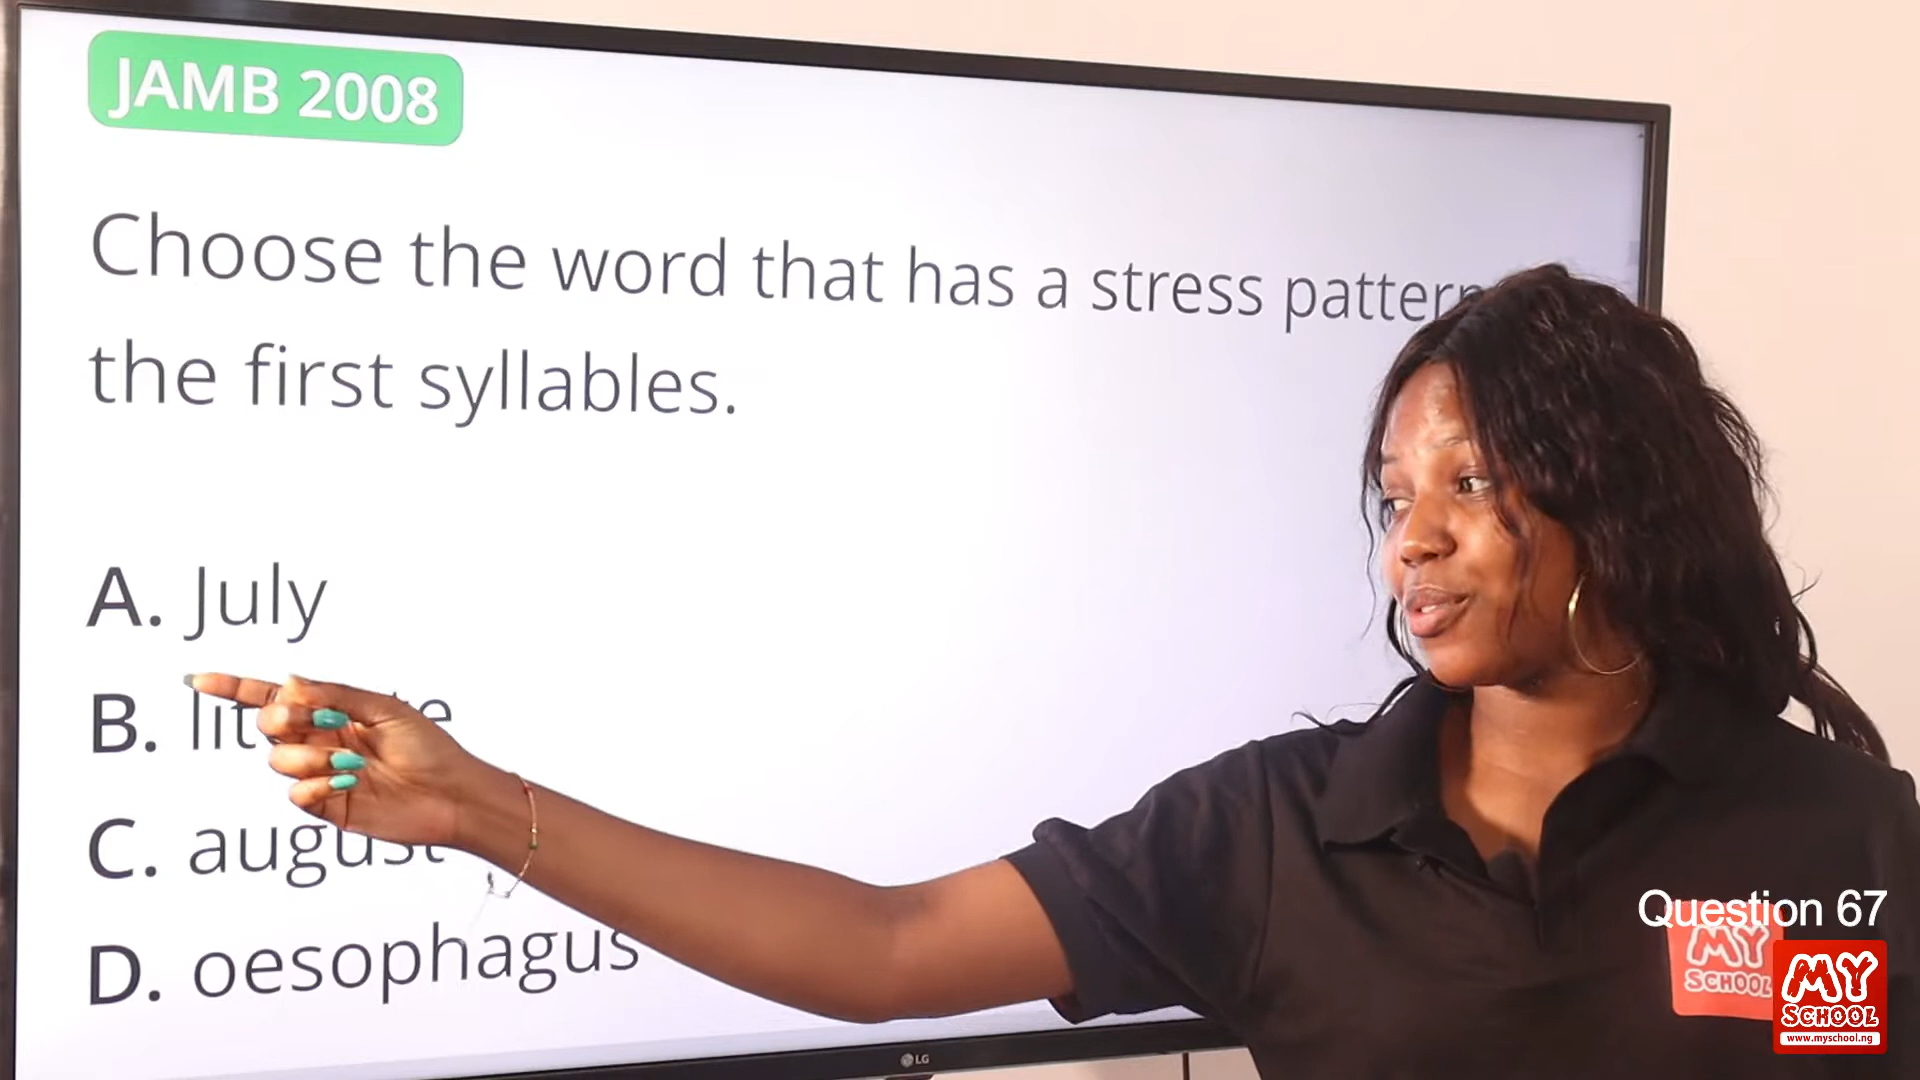 JAMB 2008
Choose the word that has a stress pattern
the first syllables.
A. July
B.
C. august
D. oesophagus
LG
Question 67
MY
SCHOOL
MY
SCHOOL
www.myschool.ng